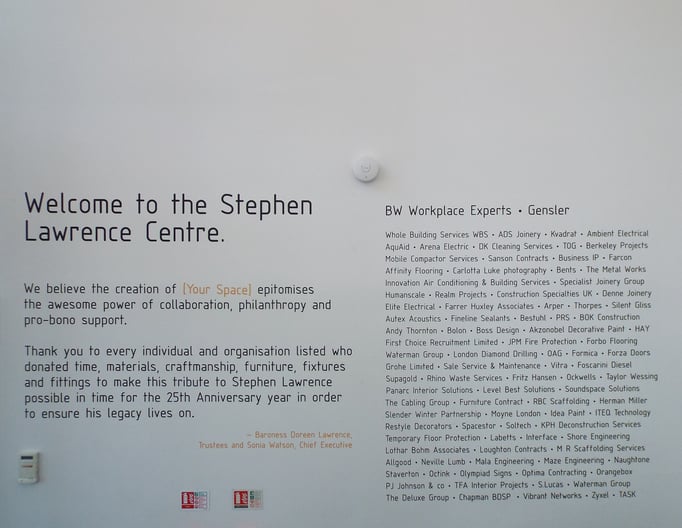 Welcome to the Stephen
Lawrence Centre.
We believe the creation of [Your Space] epitomises
the awesome power of collaboration, philanthropy and
pro-bono support.
Thank you to every individual and organisation listed who
donated time, materials, craftmanship, furniture, fixtures
and fittings to make this tribute to Stephen Lawrence
possible in time for the 25th Anniversary year in order
to ensure his legacy lives on.
~ Baroness Doreen Lawrence,
Trustees and Sonia Watson, Chief Executive
BW Workplace Experts • Gensler
Whole Building Services WBS • ADS Joinery • Kvadrat • Ambient Electrical
AquAid • Arena Electric • DK Cleaning Services • TOG • Berkeley Projects
Mobile Compactor Services • Sanson Contracts • Business IP • Farcon
Affinity Flooring • Carlotta Luke photography • Bents • The Metal Works
Innovation Air Conditioning & Building Services • Specialist Joinery Group
Humanscale • Realm Projects • Construction Specialties UK • Denne Joinery
Elite Electrical • Farrer Huxley Associates • Arper • Thorpes • Silent Gliss
Autex Acoustics • Fineline Sealants • Bestuhl • PRS • BDK Construction
Andy Thornton • Bolon • Boss Design • Akzonobel Decorative Paint • HAY
First Choice Recruitment Limited • JPM Fire Protection • Forbo Flooring
Waterman Group • London Diamond Drilling • OAG • Formica • Forza Doors
Grohe Limited • Sale Service & Maintenance • Vitra • Foscarini Diesel
Supagold • Rhino Waste Services • Fritz Hansen • Ockwells • Taylor Wessing
Panarc Interior Solutions • Level Best Solutions • Soundspace Solutions
The Cabling Group • Furniture Contract • RBC Scaffolding • Herman Miller
Slender Winter Partnership • Moyne London • Idea Paint • ITEQ Technology
Restyle Decorators • Spacestor • Soltech • KPH Deconstruction Services
Temporary Floor Protection • Labetts • Interface • Shore Engineering
Lothar Bohm Associates • Loughton Contracts • M R Scaffolding Services
Allgood • Neville Lumb • Mala Engineering • Maze Engineering • Naughtone
Staverton • Octink • Olympiad Signs • Optima Contracting • Orangebox
PJ Johnson & co • TFA Interior Projects • S.Lucas • Waterman Group
The Deluxe Group • Chapman BDSP • Vibrant Networks • Zyxel • TASK